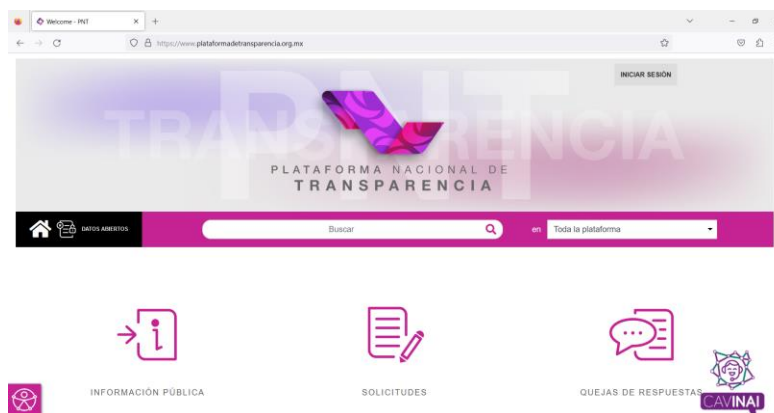 Welcome - PNT
https://www.plataformadetransparencia.org.mx
INICIAR SESIÓN
PNT
TRANSPARENCIA
PLATAFORMA NACIONAL DE
TRANSPARENCIA
DATOS ABIERTOS
Buscar
en
Toda la plataforma
INFORMACIÓN PÚBLICA
SOLICITUDES
QUEJAS DE RESPUESTAS
CAVINAI